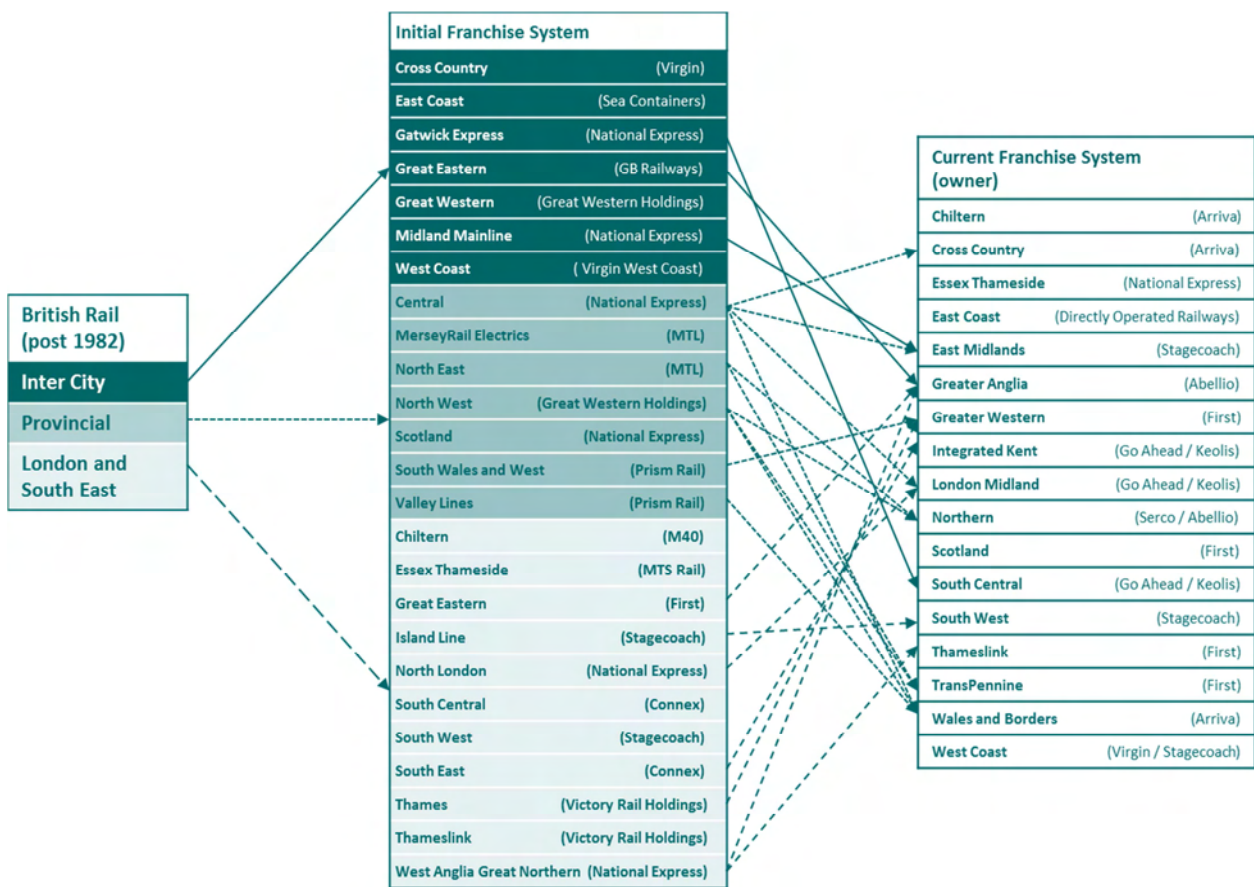 British Rail
(post 1982)
Inter City
Provincial
London and
South East
Initial Franchise System
Cross Country (Virgin)
East Coast (Sea Containers)
Gatwick Express (National Express)
Great Eastern (GB Railways)
Great Western (Great Western Holdings)
Midland Mainline (National Express)
West Coast ( Virgin West Coast)
Central (National Express)
MerseyRail Electrics (MTL)
North East (MTL)
North West (Great Western Holdings)
Scotland (National Express)
South Wales and West (Prism Rail)
Valley Lines (Prism Rail)
Chiltern (M40)
Essex Thameside (MTS Rail)
Great Eastern (First)
Island Line (Stagecoach)
North London (National Express)
South Central (Connex)
South West (Stagecoach)
South East (Connex)
Thames (Victory Rail Holdings)
Thameslink (Victory Rail Holdings)
West Anglia Great Northern (National Express)
Current Franchise System
(owner)
Chiltern (Arriva)
Cross Country (Arriva)
Essex Thameside (National Express)
East Coast (Directly Operated Railways)
East Midlands (Stagecoach)
Greater Anglia (Abellio)
Greater Western (First)
Integrated Kent (Go Ahead / Keolis)
London Midland (Go Ahead / Keolis)
Northern (Serco / Abellio)
Scotland (First)
South Central (Go Ahead / Keolis)
South West (Stagecoach)
Thameslink (First)
TransPennine (First)
Wales and Borders (Arriva)
West Coast (Virgin / Stagecoach)